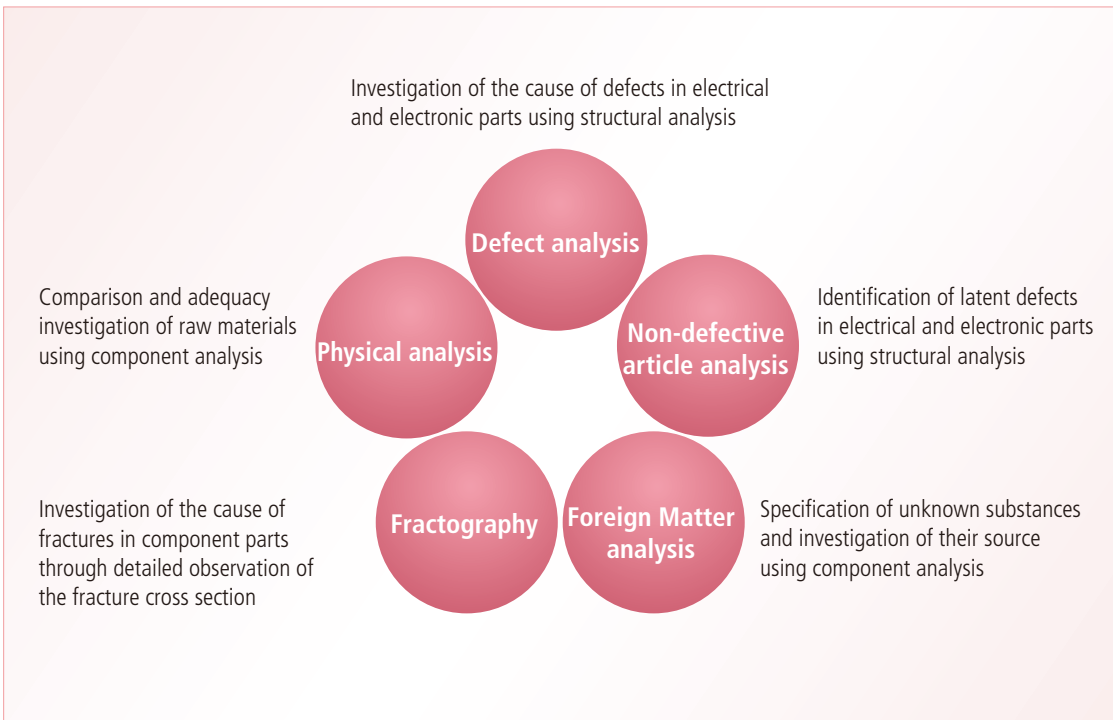 Investigation of the cause of defects in electrical
and electronic parts using structural analysis
Defect analysis
Comparison and adequacy
investigation of raw materials
using component analysis
Physical analysis
Non-defective
article analysis
Identification of latent defects
in electrical and electronic parts
using structural analysis
Investigation of the cause of
fractures in component parts
through detailed observation of
the fracture cross section
Fractography
Foreign Matter
analysis
Specification of unknown substances
and investigation of their source
using component analysis